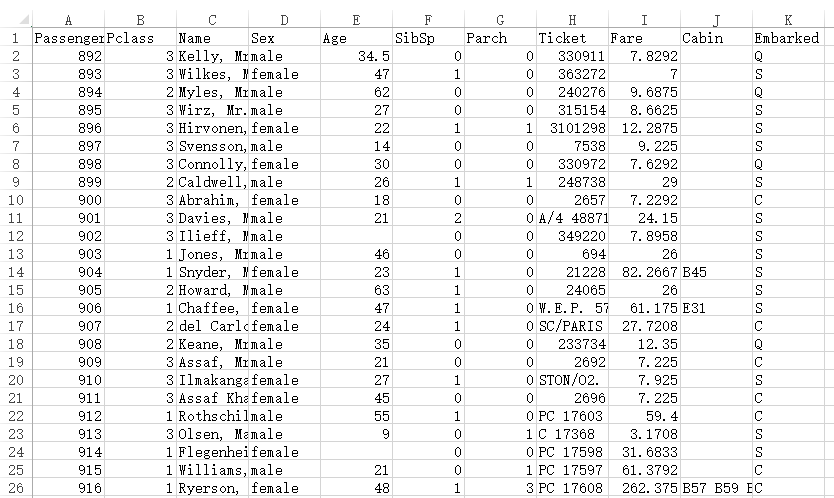 A B C D E F G H I J K
1 Passenger Pclass Name Sex Age SibSp Parch Ticket Fare Cabin Embarked
2 892 3 Kelly, Mr male 34.5 0 0 330911 7.8292 Q
3 893 3 Wilkes, M female 47 1 0 363272 7 S
4 894 2 Myles, Mr male 62 0 0 240276 9.6875 Q
5 895 3 Wirz, Mr. male 27 0 0 315154 8.6625 S
6 896 3 Hirvonen, female 22 1 1 3101298 12.2875 S
7 897 3 Svensson, male 14 0 0 7538 9.225 S
8 898 3 Connolly, female 30 0 0 330972 7.6292 Q
9 899 2 Caldwell, male 26 1 1 248738 29 S
10 900 3 Abrahim, female 18 0 0 2657 7.2292 C
11 901 3 Davies, M male 21 2 0 A/4 48871 24.15 S
12 902 3 Ilieff, M male 0 0 349220 7.8958 S
13 903 1 Jones, Mr male 46 0 0 694 26 S
14 904 1 Snyder, M female 23 1 0 21228 82.2667 B45 S
15 905 2 Howard, M male 63 1 0 24065 26 S
16 906 1 Chaffee, female 47 1 0 W.E.P. 57 61.175 E31 S
17 907 2 del Carlo female 24 1 0 SC/PARIS 27.7208 C
18 908 2 Keane, Mr male 35 0 0 233734 12.35 Q
19 909 3 Assaf, Mr male 21 0 0 2692 7.225 C
20 910 3 Ilmakanga female 27 1 0 STON/O2. 7.925 S
21 911 3 Assaf Kha female 45 0 0 2696 7.225 C
22 912 1 Rothschil male 55 1 0 PC 17603 59.4 C
23 913 3 Olsen, Ma male 9 0 1 C 17368 3.1708 S
24 914 1 Flegenhei female 0 0 PC 17598 31.6833 S
25 915 1 Williams, male 21 0 1 PC 17597 61.3792 C
26 916 1 Ryerson, female 48 1 3 PC 17608 262.375 B57 B59 B C